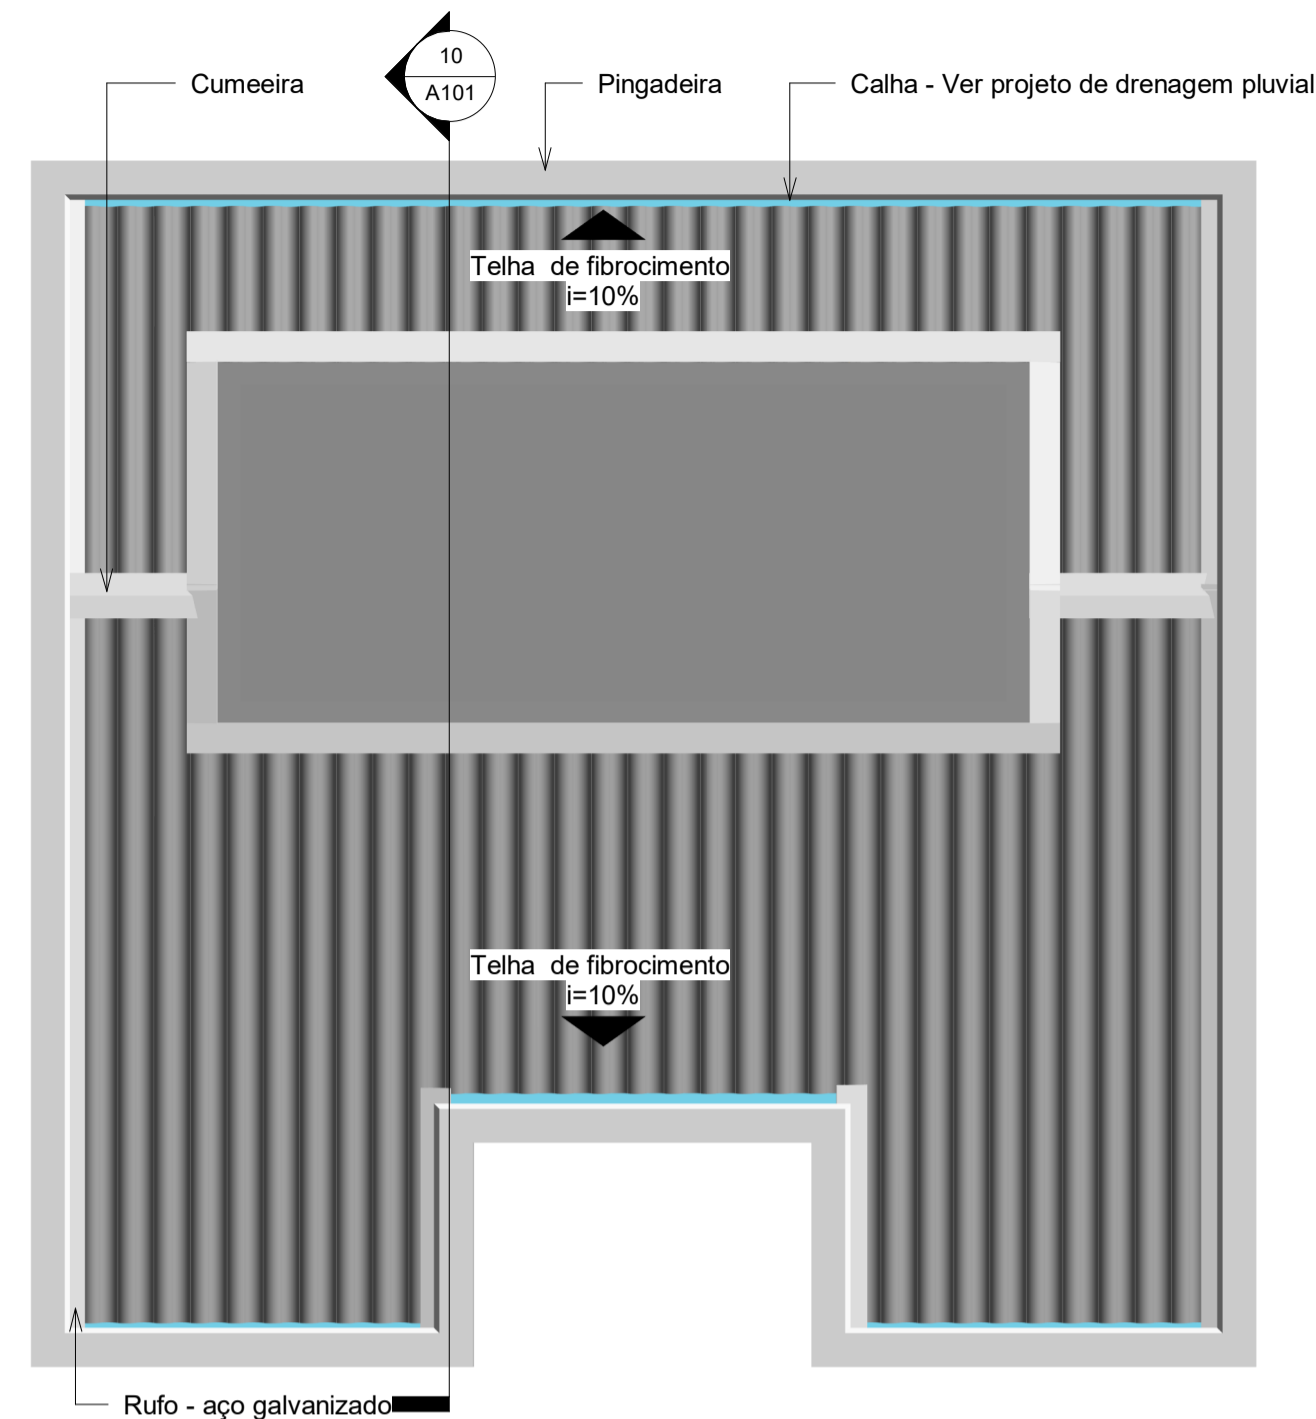 10
A101
Cumeeira
Pingadeira
Calha - Ver projeto de drenagem pluvial
Telha de fibrocimento
i=10%
Telha de fibrocimento
i=10%
Rufo - aço galvanizado